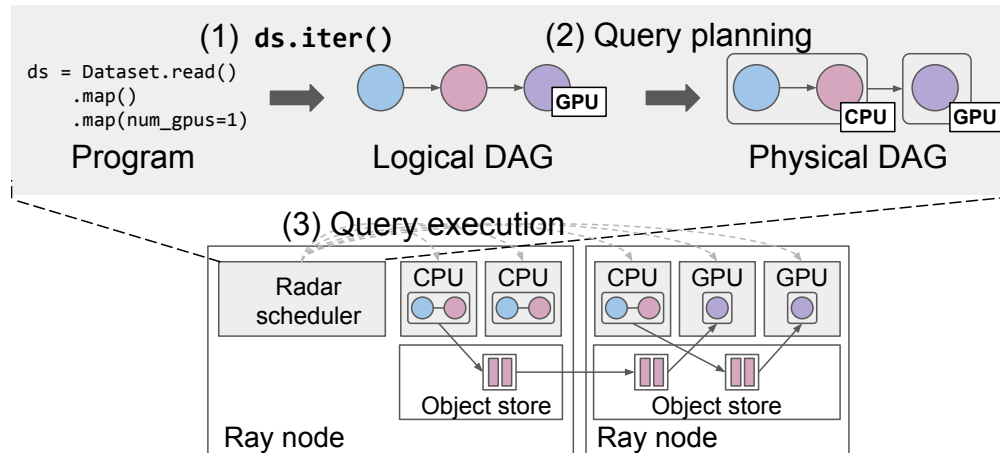 (1) ds.iter()
(2) Query planning
ds = Dataset.read()
.map()
.map(num_gpus=1)
GPU
CPU
GPU
Program
Logical DAG
Physical DAG
(3) Query execution
Radar
scheduler
CPU
CPU
CPU
GPU
GPU
Object store
Object store
Ray node
Ray node